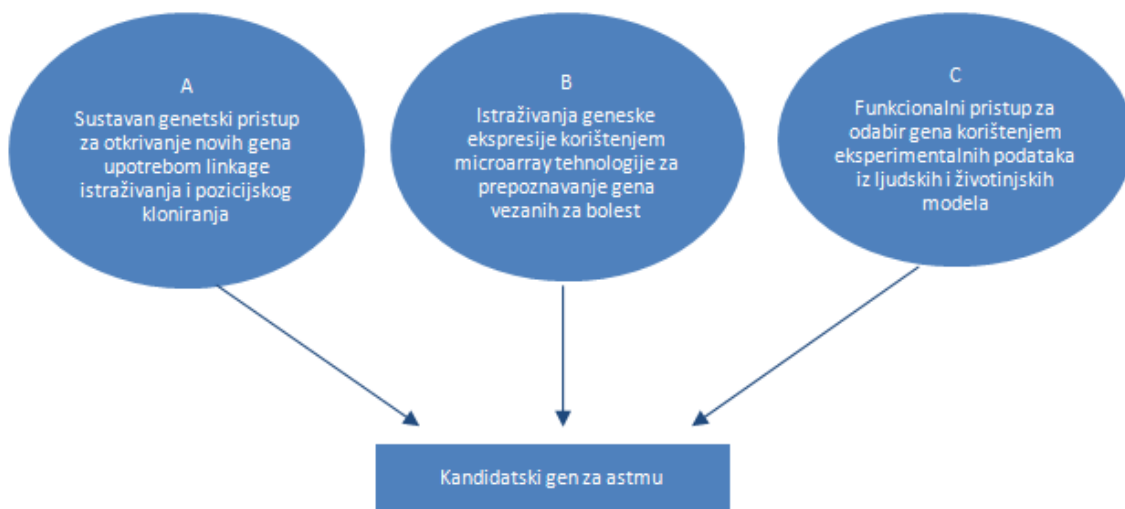 A
Sustavan genetski pristup
za otkrivanje novih gena
upotrebom linkage
istraživanja i pozicijskog
kloniranja
B
Istraživanja geneske
ekspresije korištenjem
microarray tehnologije za
prepoznavanje gena
vezanih za bolest
C
Funkcionalni pristup za
odabir gena korištenjem
eksperimentalnih podataka
iz ljudskih i životinjskih
modela
Kandidatski gen za astmu